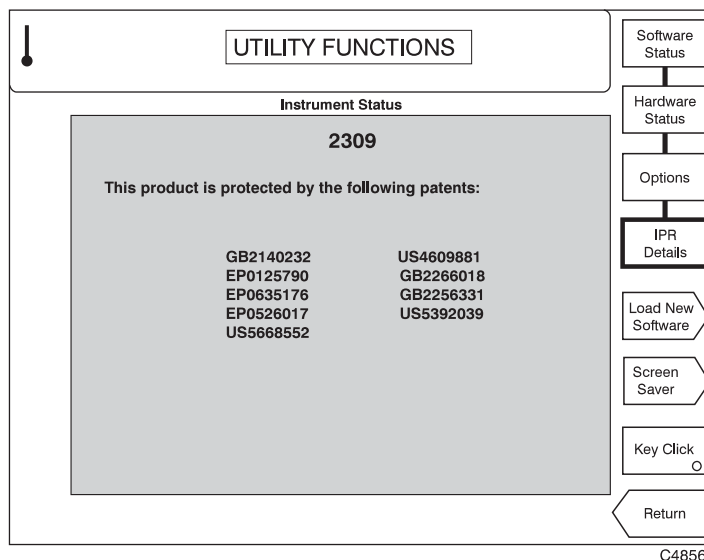 UTILITY FUNCTIONS
Instrument Status
2309
This product is protected by the following patents:
GB2140232 US4609881
EP0125790 GB2266018
EP0635176 GB2256331
EP0526017 US5392039
US5668552
Software
Status
Hardware
Status
Options
IPR
Details
Load New
Software
Screen
Saver
Key Click
Return
C4856